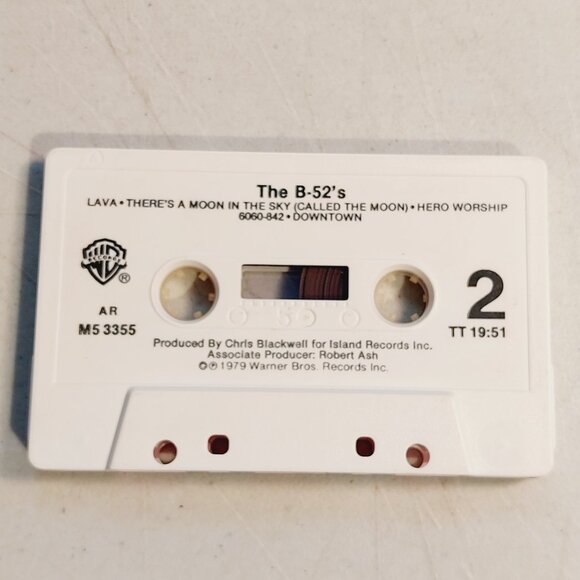 The B-52's
LAVA • THERE'S A MOON IN THE SKY (CALLED THE MOON) • HERO WORSHIP
6060-842 • DOWNTOWN
RECORDS
®
AR
M5 3355
2
TT 19:51
Produced By Chris Blackwell for Island Records Inc.
Associate Producer: Robert Ash
©℗1979 Warner Bros. Records Inc.